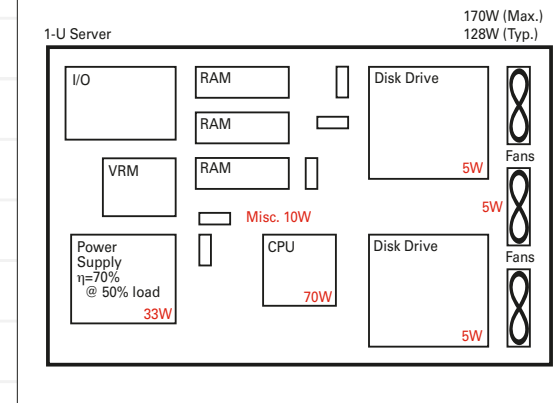 170W (Max.)
1-U Server
128W (Typ.)
I/O
RAM
Disk Drive
RAM
Fans
VRM
RAM
5W
5W
Misc. 10W
Power
Supply
η=70%
@ 50% load
33W
CPU
70W
Disk Drive
Fans
5W